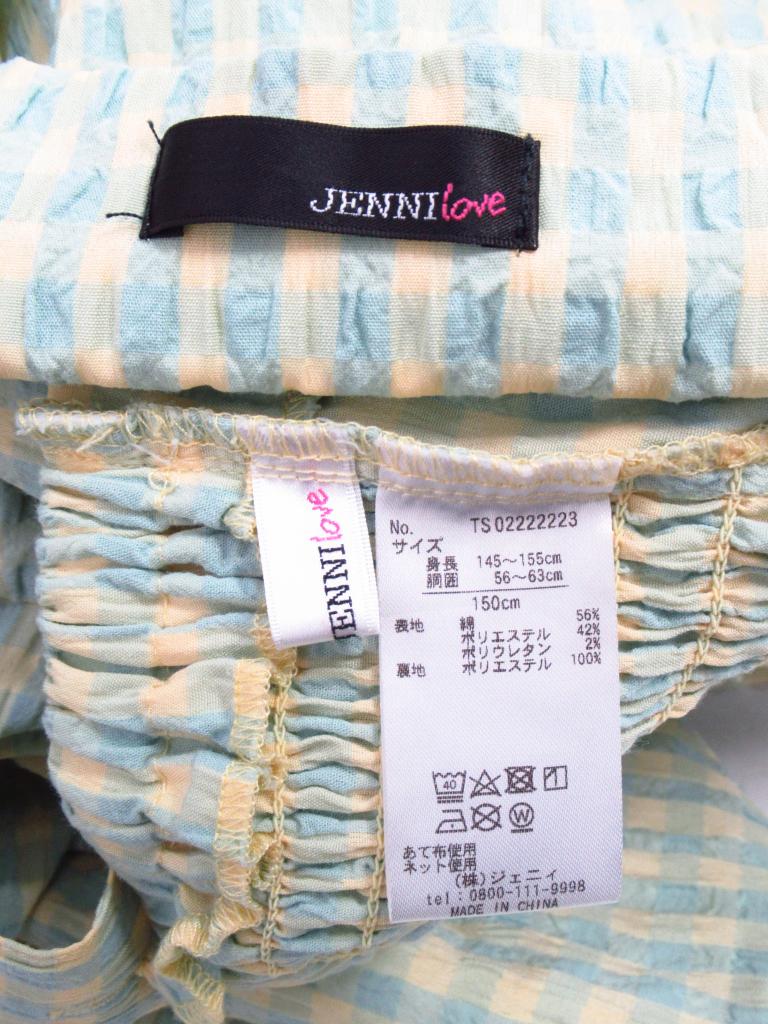 JENNI love
JENNI love
No. TS02222223
サイズ
身長 145〜155cm
胴囲 56〜63cm
150cm
表地 綿 56%
ポリエステル 42%
ポリウレタン 2%
裏地 ポリエステル 100%
40
W
あて布使用
ネット使用
(株)ジェニィ
tel:0800-111-9998
MADE IN CHINA